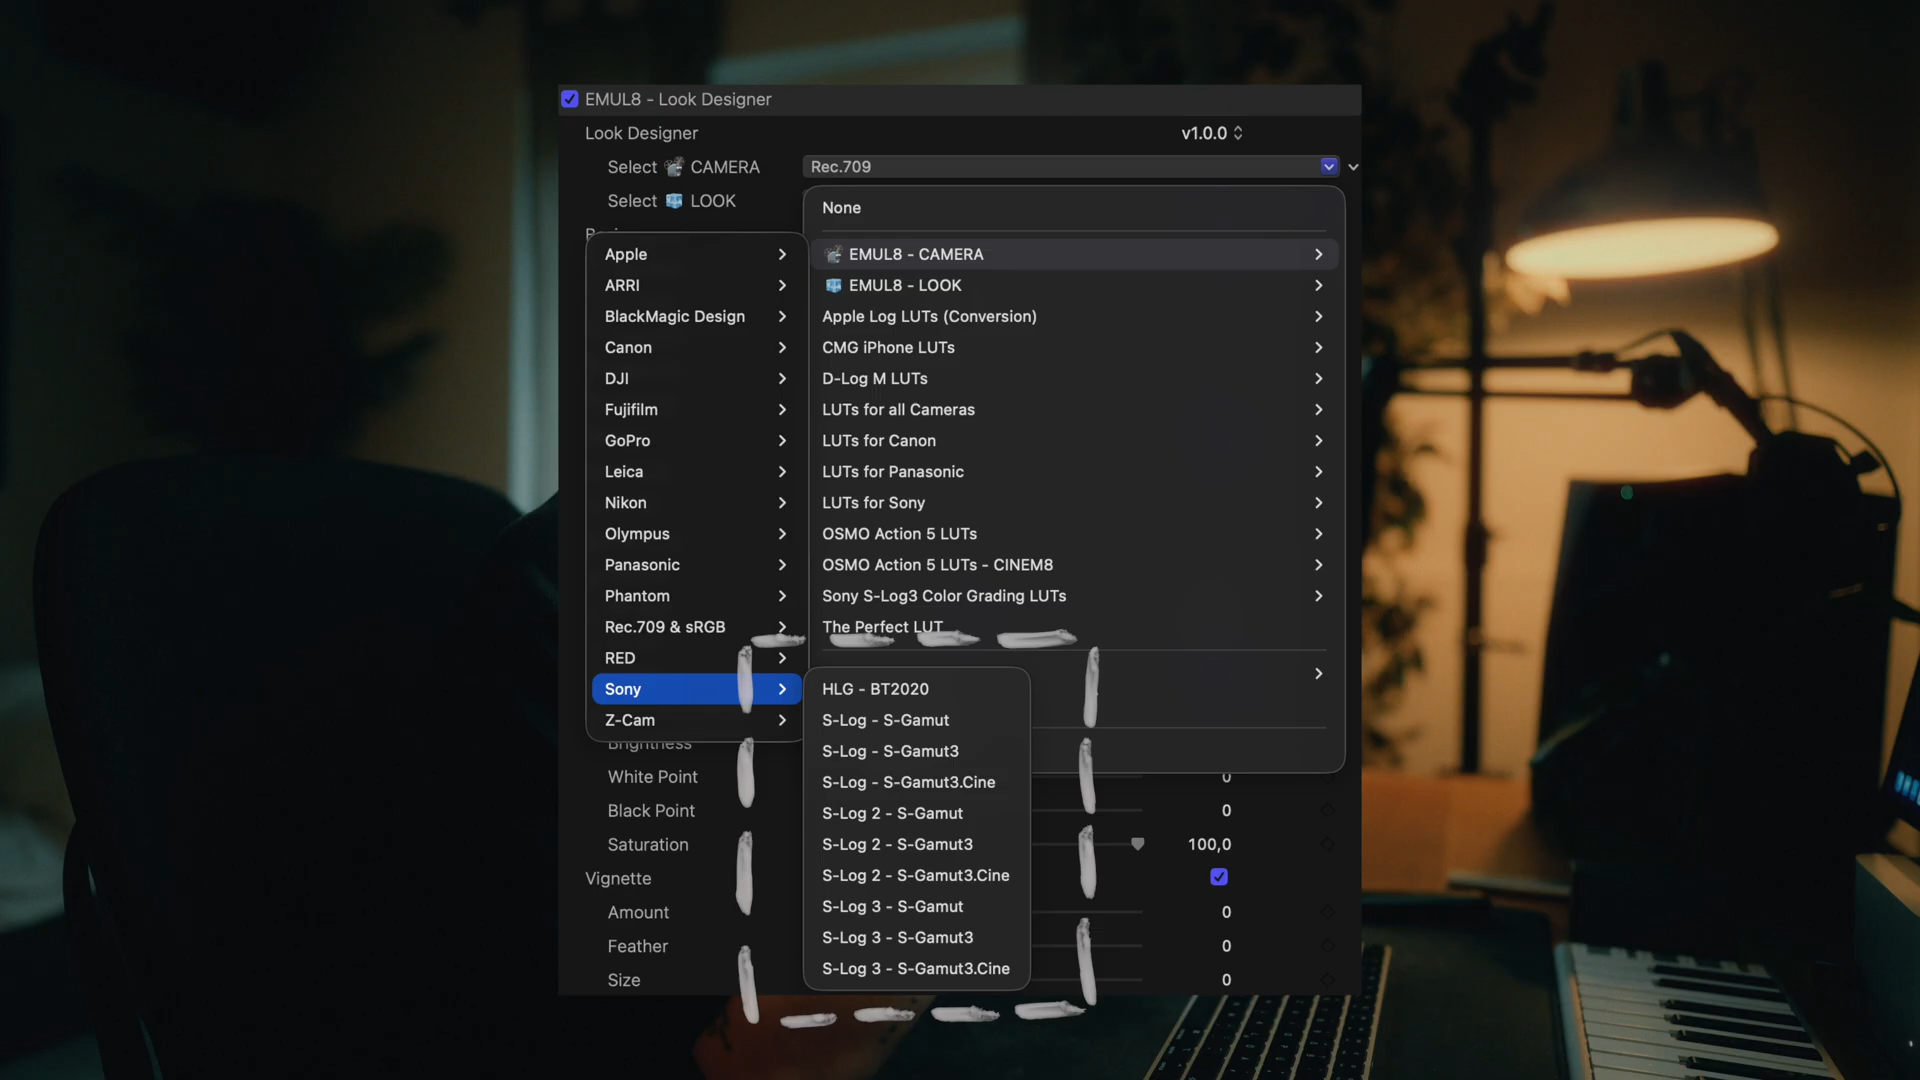 EMUL8 - Look Designer
Look Designer
v1.0.0
Select CAMERA
Rec.709
Select LOOK
None
EMUL8 - CAMERA
EMUL8 - LOOK
Apple Log LUTs (Conversion)
CMG iPhone LUTs
D-Log M LUTs
LUTs for all Cameras
LUTs for Canon
LUTs for Panasonic
LUTs for Sony
OSMO Action 5 LUTs
OSMO Action 5 LUTs - CINEM8
Sony S-Log3 Color Grading LUTs
The Perfect LUT
Apple
ARRI
BlackMagic Design
Canon
DJI
Fujifilm
GoPro
Leica
Nikon
Olympus
Panasonic
Phantom
Rec.709 & sRGB
RED
Sony
Z-Cam
HLG - BT2020
S-Log - S-Gamut
S-Log - S-Gamut3
S-Log - S-Gamut3.Cine
S-Log 2 - S-Gamut
S-Log 2 - S-Gamut3
S-Log 2 - S-Gamut3.Cine
S-Log 3 - S-Gamut
S-Log 3 - S-Gamut3
S-Log 3 - S-Gamut3.Cine
Brightness
White Point 0
Black Point 0
Saturation 100,0
Vignette
Amount 0
Feather 0
Size 0